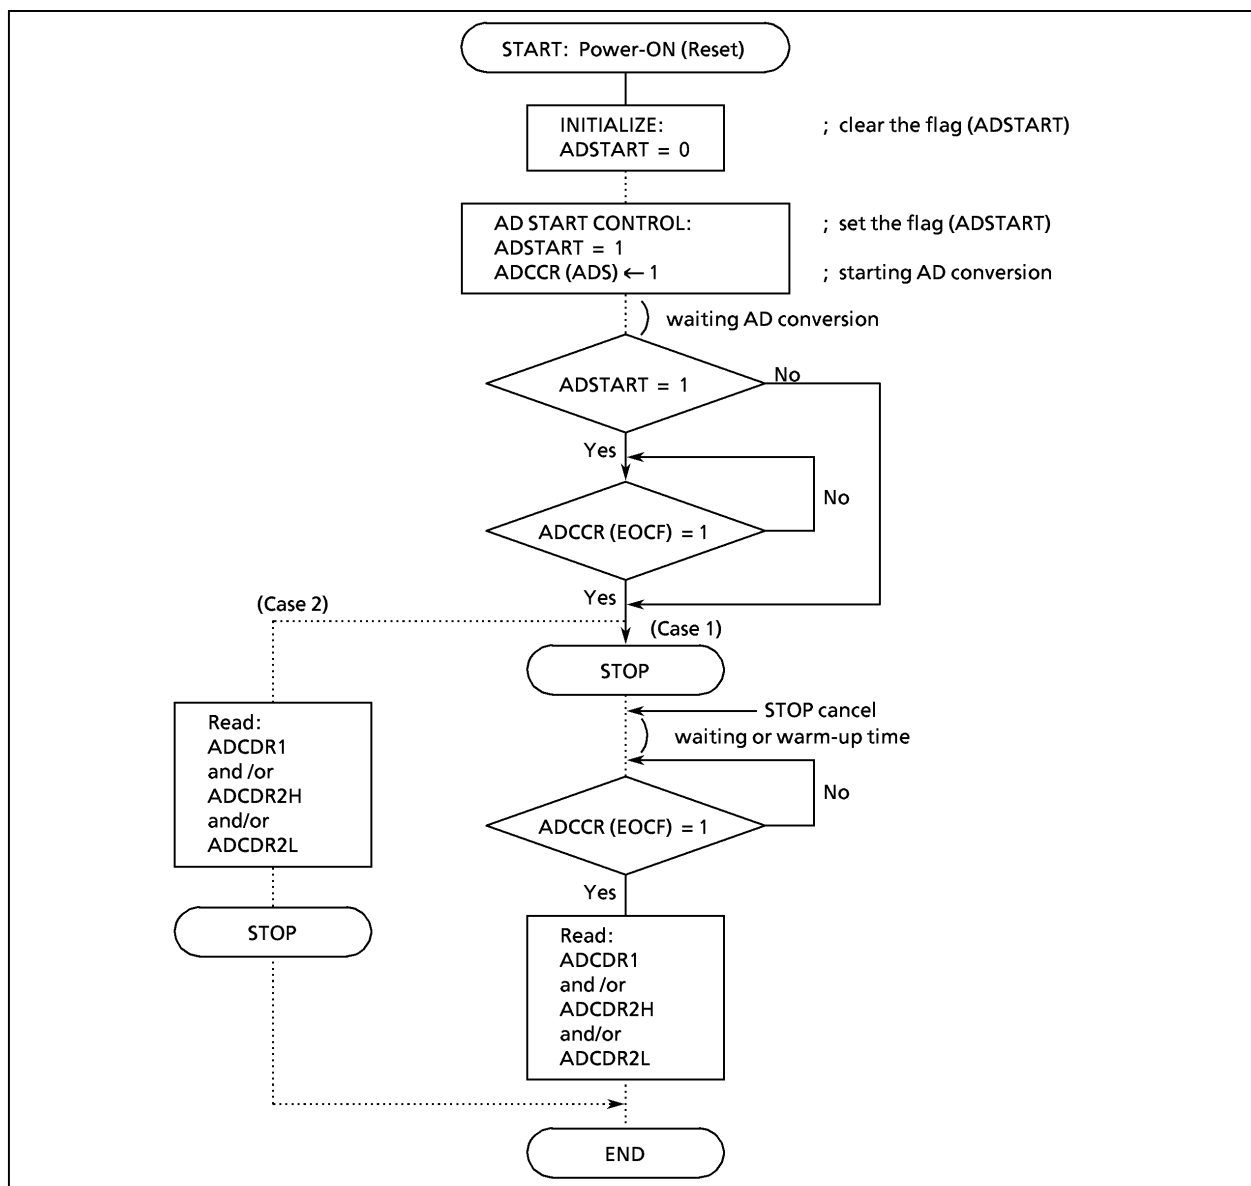 START: Power-ON (Reset)
INITIALIZE:
ADSTART = 0
; clear the flag (ADSTART)
AD START CONTROL:
ADSTART = 1
ADCCR (ADS) ← 1
; set the flag (ADSTART)
; starting AD conversion
waiting AD conversion
ADSTART = 1
No
Yes
No
ADCCR (EOCF) = 1
Yes
(Case 2)
(Case 1)
STOP
STOP cancel
waiting or warm-up time
Read:
ADCDR1
and /or
ADCDR2H
and/or
ADCDR2L
No
ADCCR (EOCF) = 1
Yes
STOP
Read:
ADCDR1
and /or
ADCDR2H
and/or
ADCDR2L
END